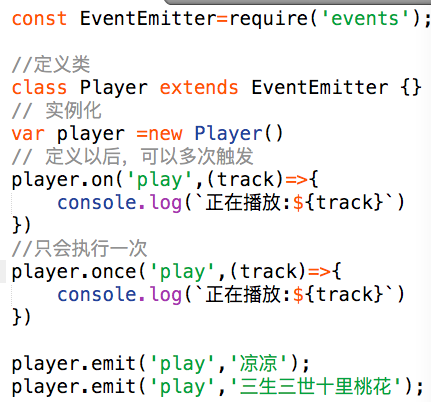 const EventEmitter=require('events');
//定义类
class Player extends EventEmitter {}
// 实例化
var player =new Player()
// 定义以后，可以多次触发
player.on('play',(track)=>{
    console.log(`正在播放:${track}`)
})
//只会执行一次
player.once('play',(track)=>{
    console.log(`正在播放:${track}`)
})
player.emit('play','凉凉');
player.emit('play','三生三世十里桃花');